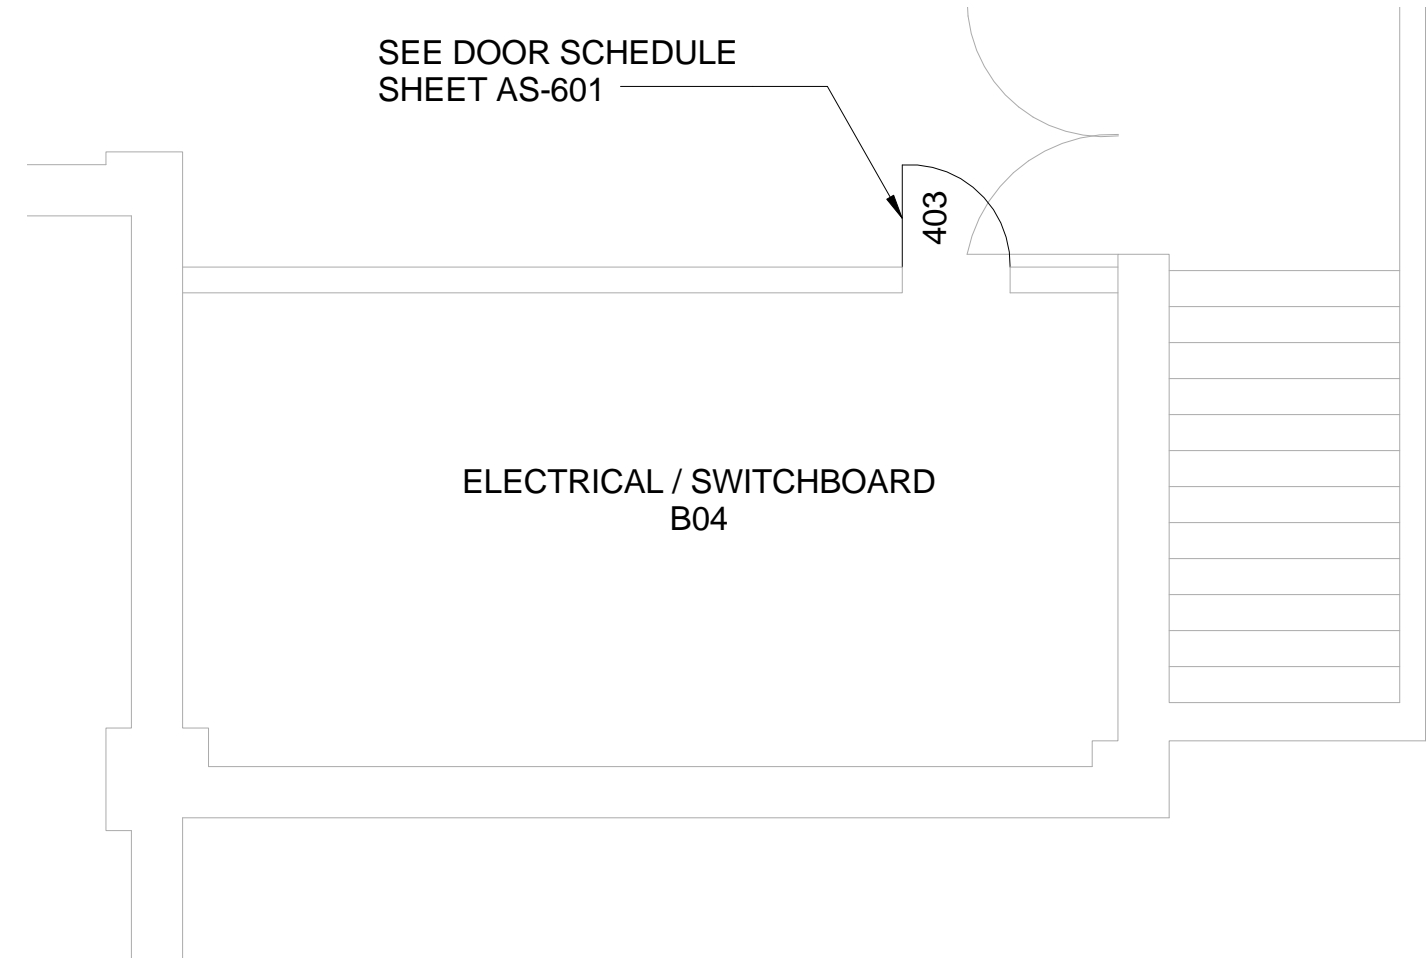 SEE DOOR SCHEDULE
SHEET AS-601
403
ELECTRICAL / SWITCHBOARD
B04